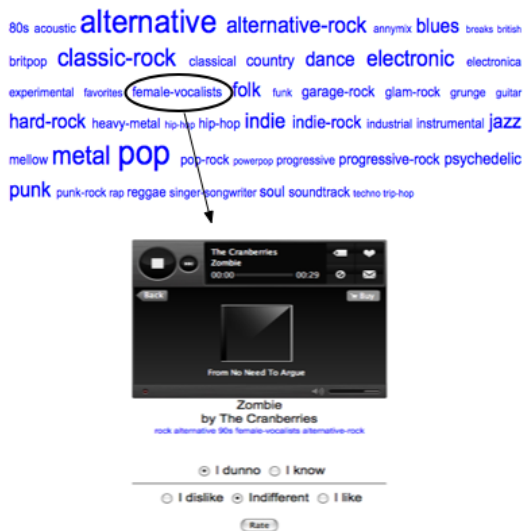 80s acoustic alternative alternative-rock annymix blues breaks british
britpop classic-rock classical country dance electronic electronica
experimental favorites female-vocalists folk funk garage-rock glam-rock grunge guitar
hard-rock heavy-metal hip-hop hip-hop indie indie-rock industrial instrumental jazz
mellow metal pop pop-rock powerpop progressive progressive-rock psychedelic
punk punk-rock rap reggae singer-songwriter soul soundtrack techno trip-hop
The Cranberries
Zombie
00:00 00:29
Back Buy
From No Need To Argue
Zombie
by The Cranberries
rock alternative 90s female-vocalists alternative-rock
I dunno I know
I dislike Indifferent I like
Rate